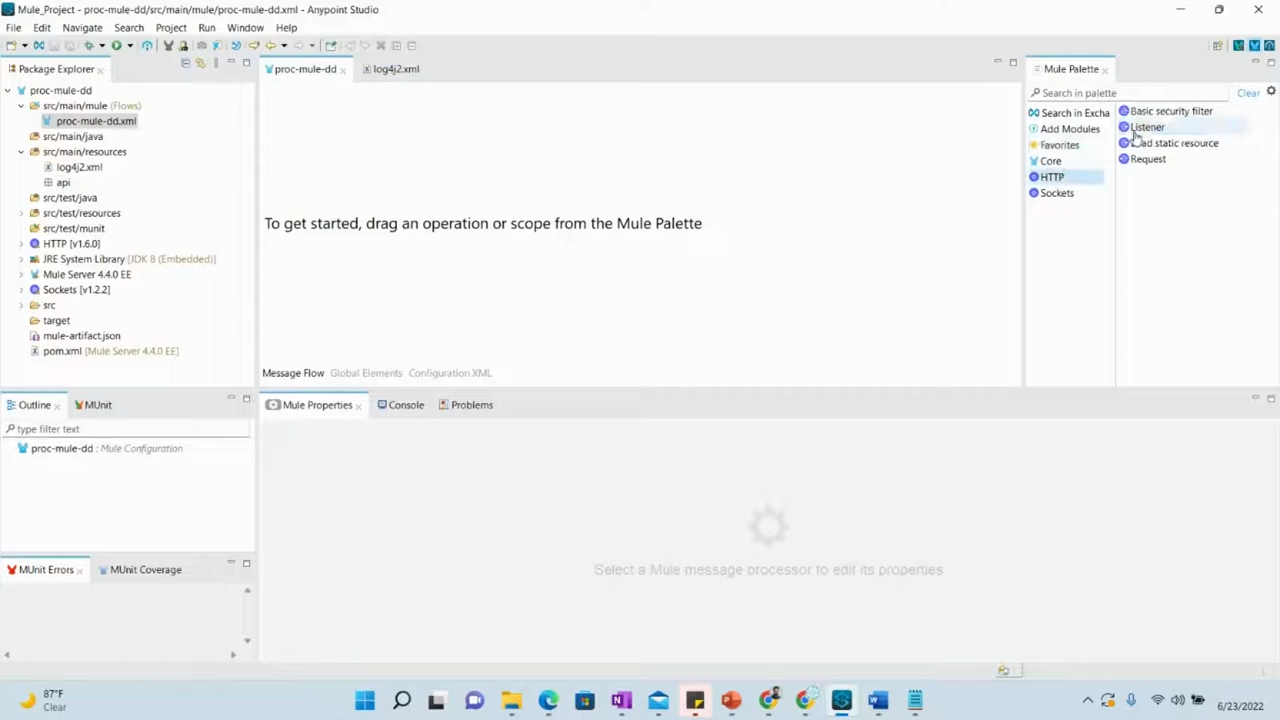 Mule_Project - proc-mule-dd/src/main/mule/proc-mule-dd.xml - Anypoint Studio
File Edit Navigate Search Project Run Window Help
Package Explorer
proc-mule-dd
src/main/mule (Flows)
proc-mule-dd.xml
src/main/java
src/main/resources
log4j2.xml
api
src/test/java
src/test/resources
src/test/munit
HTTP [v1.6.0]
JRE System Library [JDK 8 (Embedded)]
Mule Server 4.4.0 EE
Sockets [v1.2.2]
src
target
mule-artifact.json
pom.xml [Mule Server 4.4.0 EE]
proc-mule-dd log4j2.xml
To get started, drag an operation or scope from the Mule Palette
Message Flow Global Elements Configuration XML
Mule Palette
Search in palette Clear
Search in Excha
Add Modules
Favorites
Core
HTTP
Sockets
Basic security filter
Listener
static resource
Request
Outline MUnit
type filter text
proc-mule-dd : Mule Configuration
MUnit Errors MUnit Coverage
Mule Properties Console Problems
Select a Mule message processor to edit its properties
87°F
Clear
6/23/2022